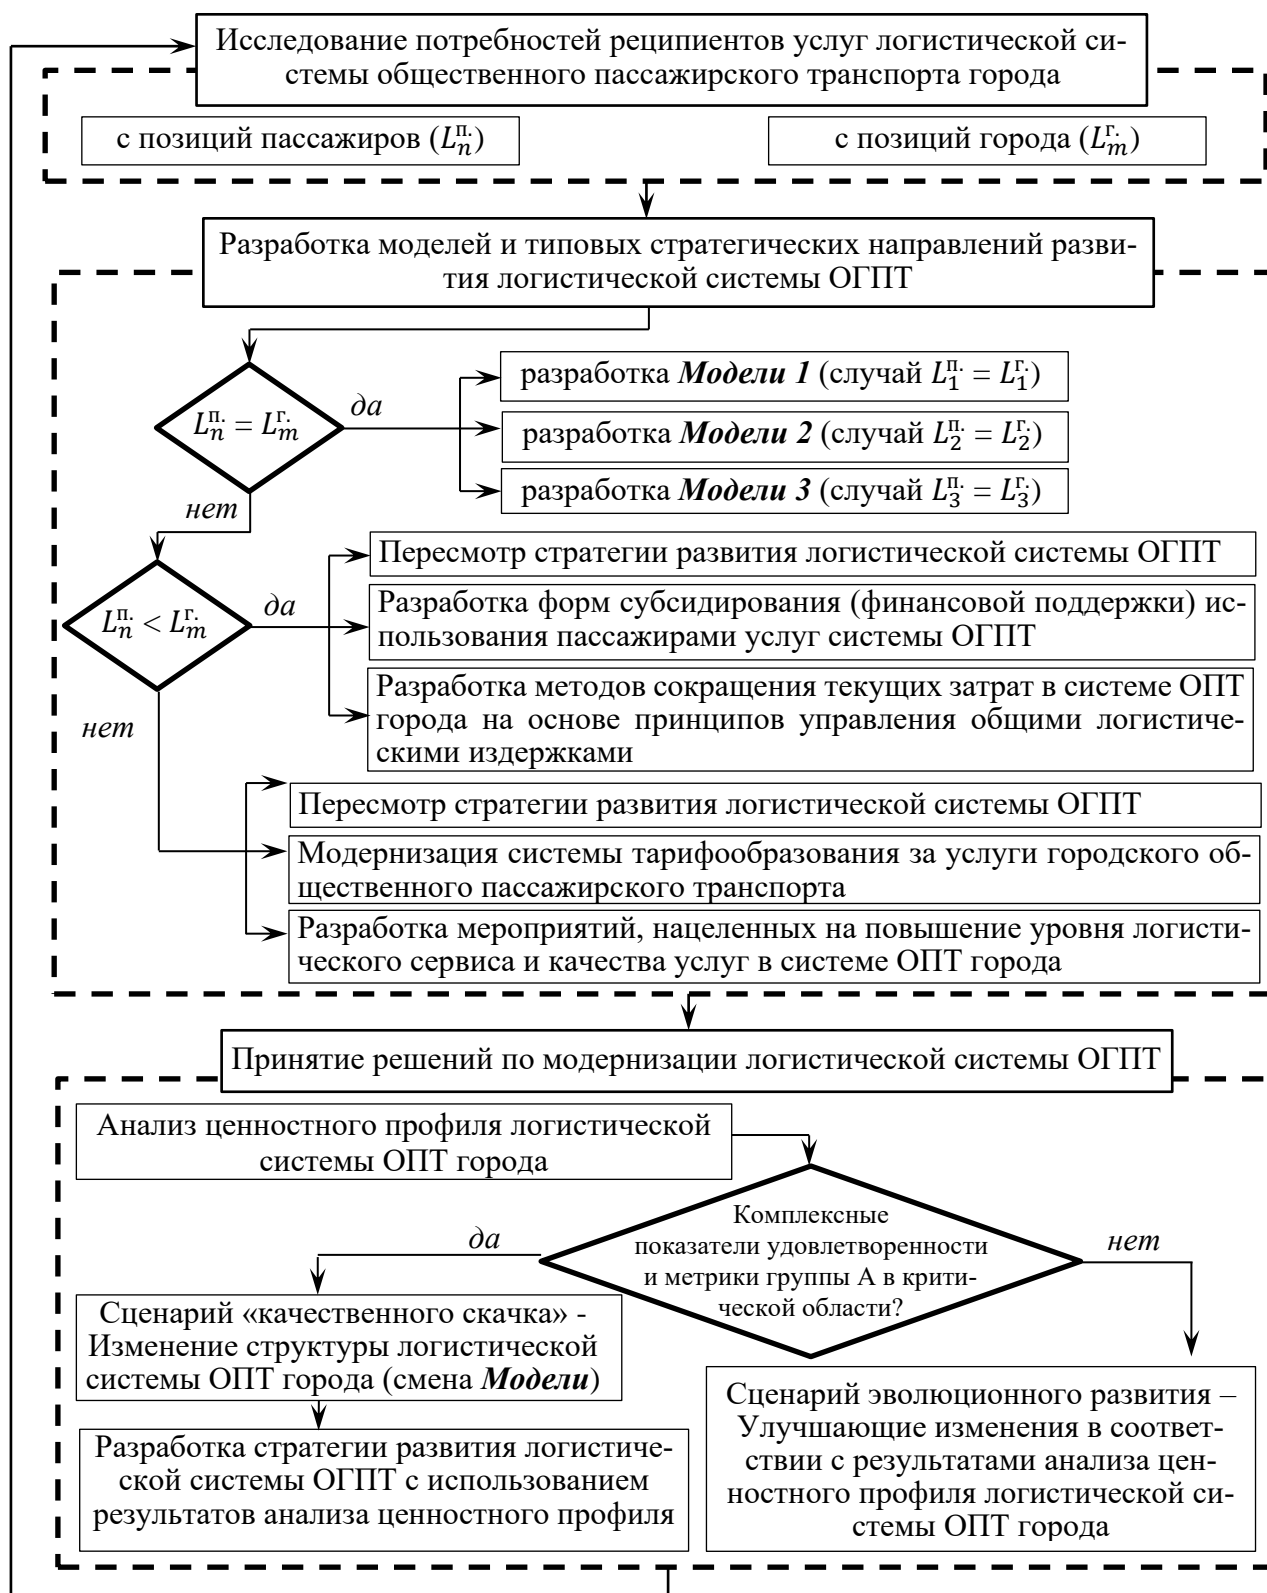 Исследование потребностей реципиентов услуг логистической си-
стемы общественного пассажирского транспорта города
с позиций пассажиров (𝐿ₙ^п.)
с позиций города (𝐿ₘ^г.)
Разработка моделей и типовых стратегических направлений разви-
тия логистической системы ОГПТ
𝐿ₙ^п. = 𝐿ₘ^г.
да
разработка Модели 1 (случай 𝐿₁^п. = 𝐿₁^г.)
разработка Модели 2 (случай 𝐿₂^п. = 𝐿₂^г.)
разработка Модели 3 (случай 𝐿₃^п. = 𝐿₃^г.)
нет
𝐿ₙ^п. < 𝐿ₘ^г.
да
Пересмотр стратегии развития логистической системы ОГПТ
Разработка форм субсидирования (финансовой поддержки) ис-
пользования пассажирами услуг системы ОГПТ
Разработка методов сокращения текущих затрат в системе ОПТ
города на основе принципов управления общими логистиче-
скими издержками
нет
Пересмотр стратегии развития логистической системы ОГПТ
Модернизация системы тарифообразования за услуги городского об-
щественного пассажирского транспорта
Разработка мероприятий, нацеленных на повышение уровня логисти-
ческого сервиса и качества услуг в системе ОПТ города
Принятие решений по модернизации логистической системы ОГПТ
Анализ ценностного профиля логистической
системы ОПТ города
Комплексные
показатели удовлетворенности
и метрики группы А в крити-
ческой области?
да
нет
Сценарий «качественного скачка» -
Изменение структуры логистической
системы ОПТ города (смена Модели)
Разработка стратегии развития логистиче-
ской системы ОГПТ с использованием
результатов анализа ценностного профиля
Сценарий эволюционного развития –
Улучшающие изменения в соответ-
ствии с результатами анализа цен-
ностного профиля логистической си-
стемы ОПТ города